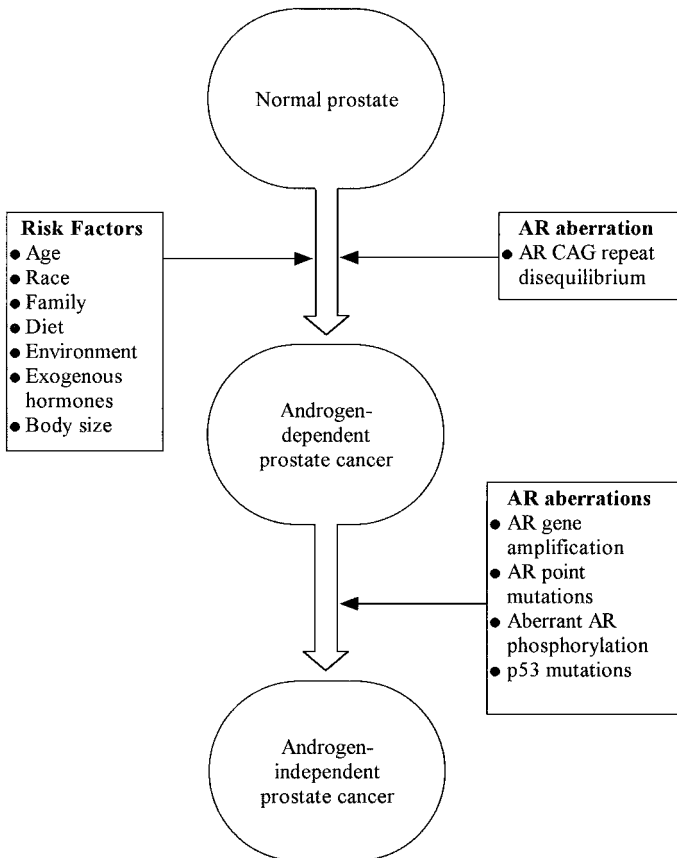 Normal prostate
Risk Factors
● Age
● Race
● Family
● Diet
● Environment
● Exogenous
hormones
● Body size
AR aberration
● AR CAG repeat
disequilibrium
Androgen-
dependent
prostate cancer
AR aberrations
● AR gene
amplification
● AR point
mutations
● Aberrant AR
phosphorylation
● p53 mutations
Androgen-
independent
prostate cancer